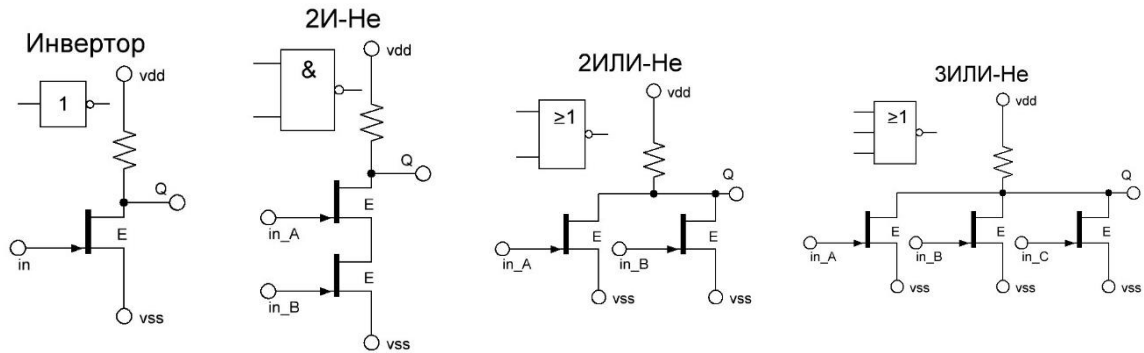 Инвертор
1
vdd
Q
E
in
vss
2И-Не
&
vdd
Q
E
in_A
E
in_B
vss
2ИЛИ-Не
≥1
vdd
Q
E
E
in_A
in_B
vss
vss
3ИЛИ-Не
≥1
vdd
Q
E
E
E
in_A
in_B
in_C
vss
vss
vss